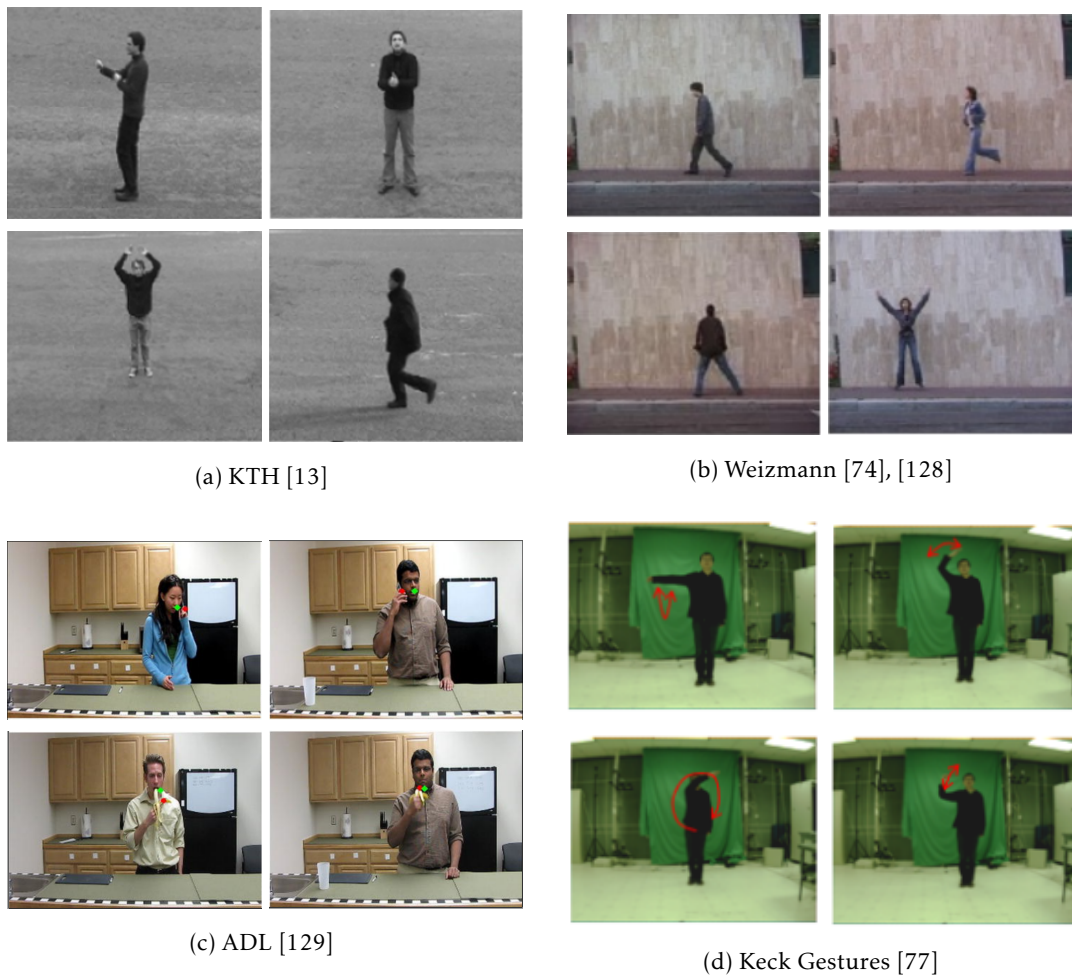 (a) KTH [13]
(b) Weizmann [74], [128]
(c) ADL [129]
(d) Keck Gestures [77]